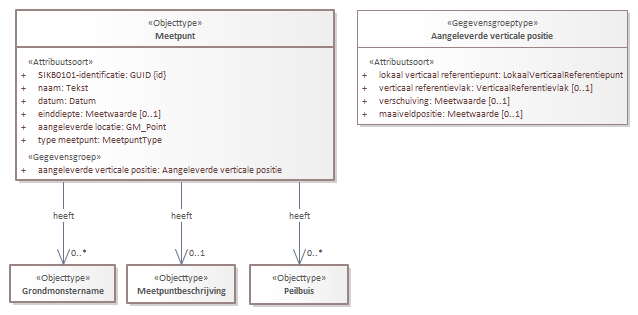 «Objecttype»
Meetpunt
«Attribuutsoort»
+ SIKB0101-identificatie: GUID {id}
+ naam: Tekst
+ datum: Datum
+ einddiepte: Meetwaarde [0..1]
+ aangeleverde locatie: GM_Point
+ type meetpunt: MeetpuntType
«Gegevensgroep»
+ aangeleverde verticale positie: Aangeleverde verticale positie
«Gegevensgroeptype»
Aangeleverde verticale positie
«Attribuutsoort»
+ lokaal verticaal referentiepunt: LokaalVerticaalReferentiepunt
+ verticaal referentievlak: VerticaalReferentievlak [0..1]
+ verschuiving: Meetwaarde [0..1]
+ maaiveldpositie: Meetwaarde [0..1]
heeft heeft heeft
0..* 0..1 0..*
«Objecttype»
Grondmonstername
«Objecttype»
Meetpuntbeschrijving
«Objecttype»
Peilbuis